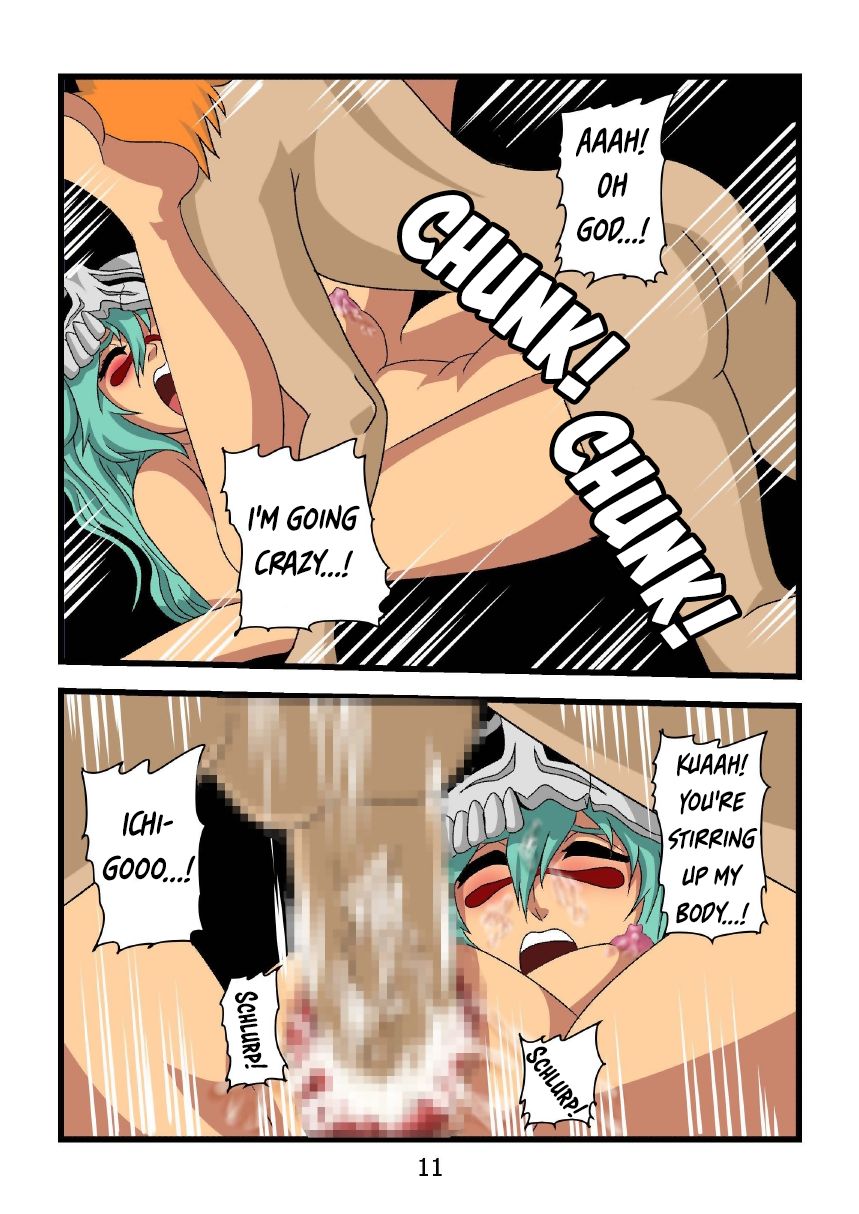 AAAH!
OH
GOD...!
CHUNK!
CHUNK!
I'M GOING
CRAZY...!
ICHI-
GOOO...!
KUAAH!
YOU'RE
STIRRING
UP MY
BODY...!
SCHLURP!
SCHLURP!
11